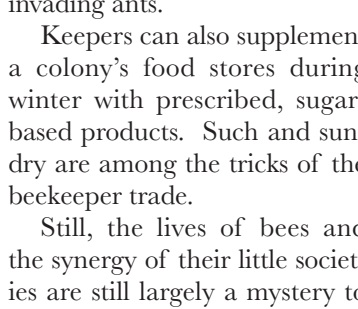 invading ants.
Keepers can also supplement
a colony's food stores during
winter with prescribed, sugar
based products. Such and sun
dry are among the tricks of the
beekeeper trade.
Still, the lives of bees and
the synergy of their little societ
ies are still largely a mystery to